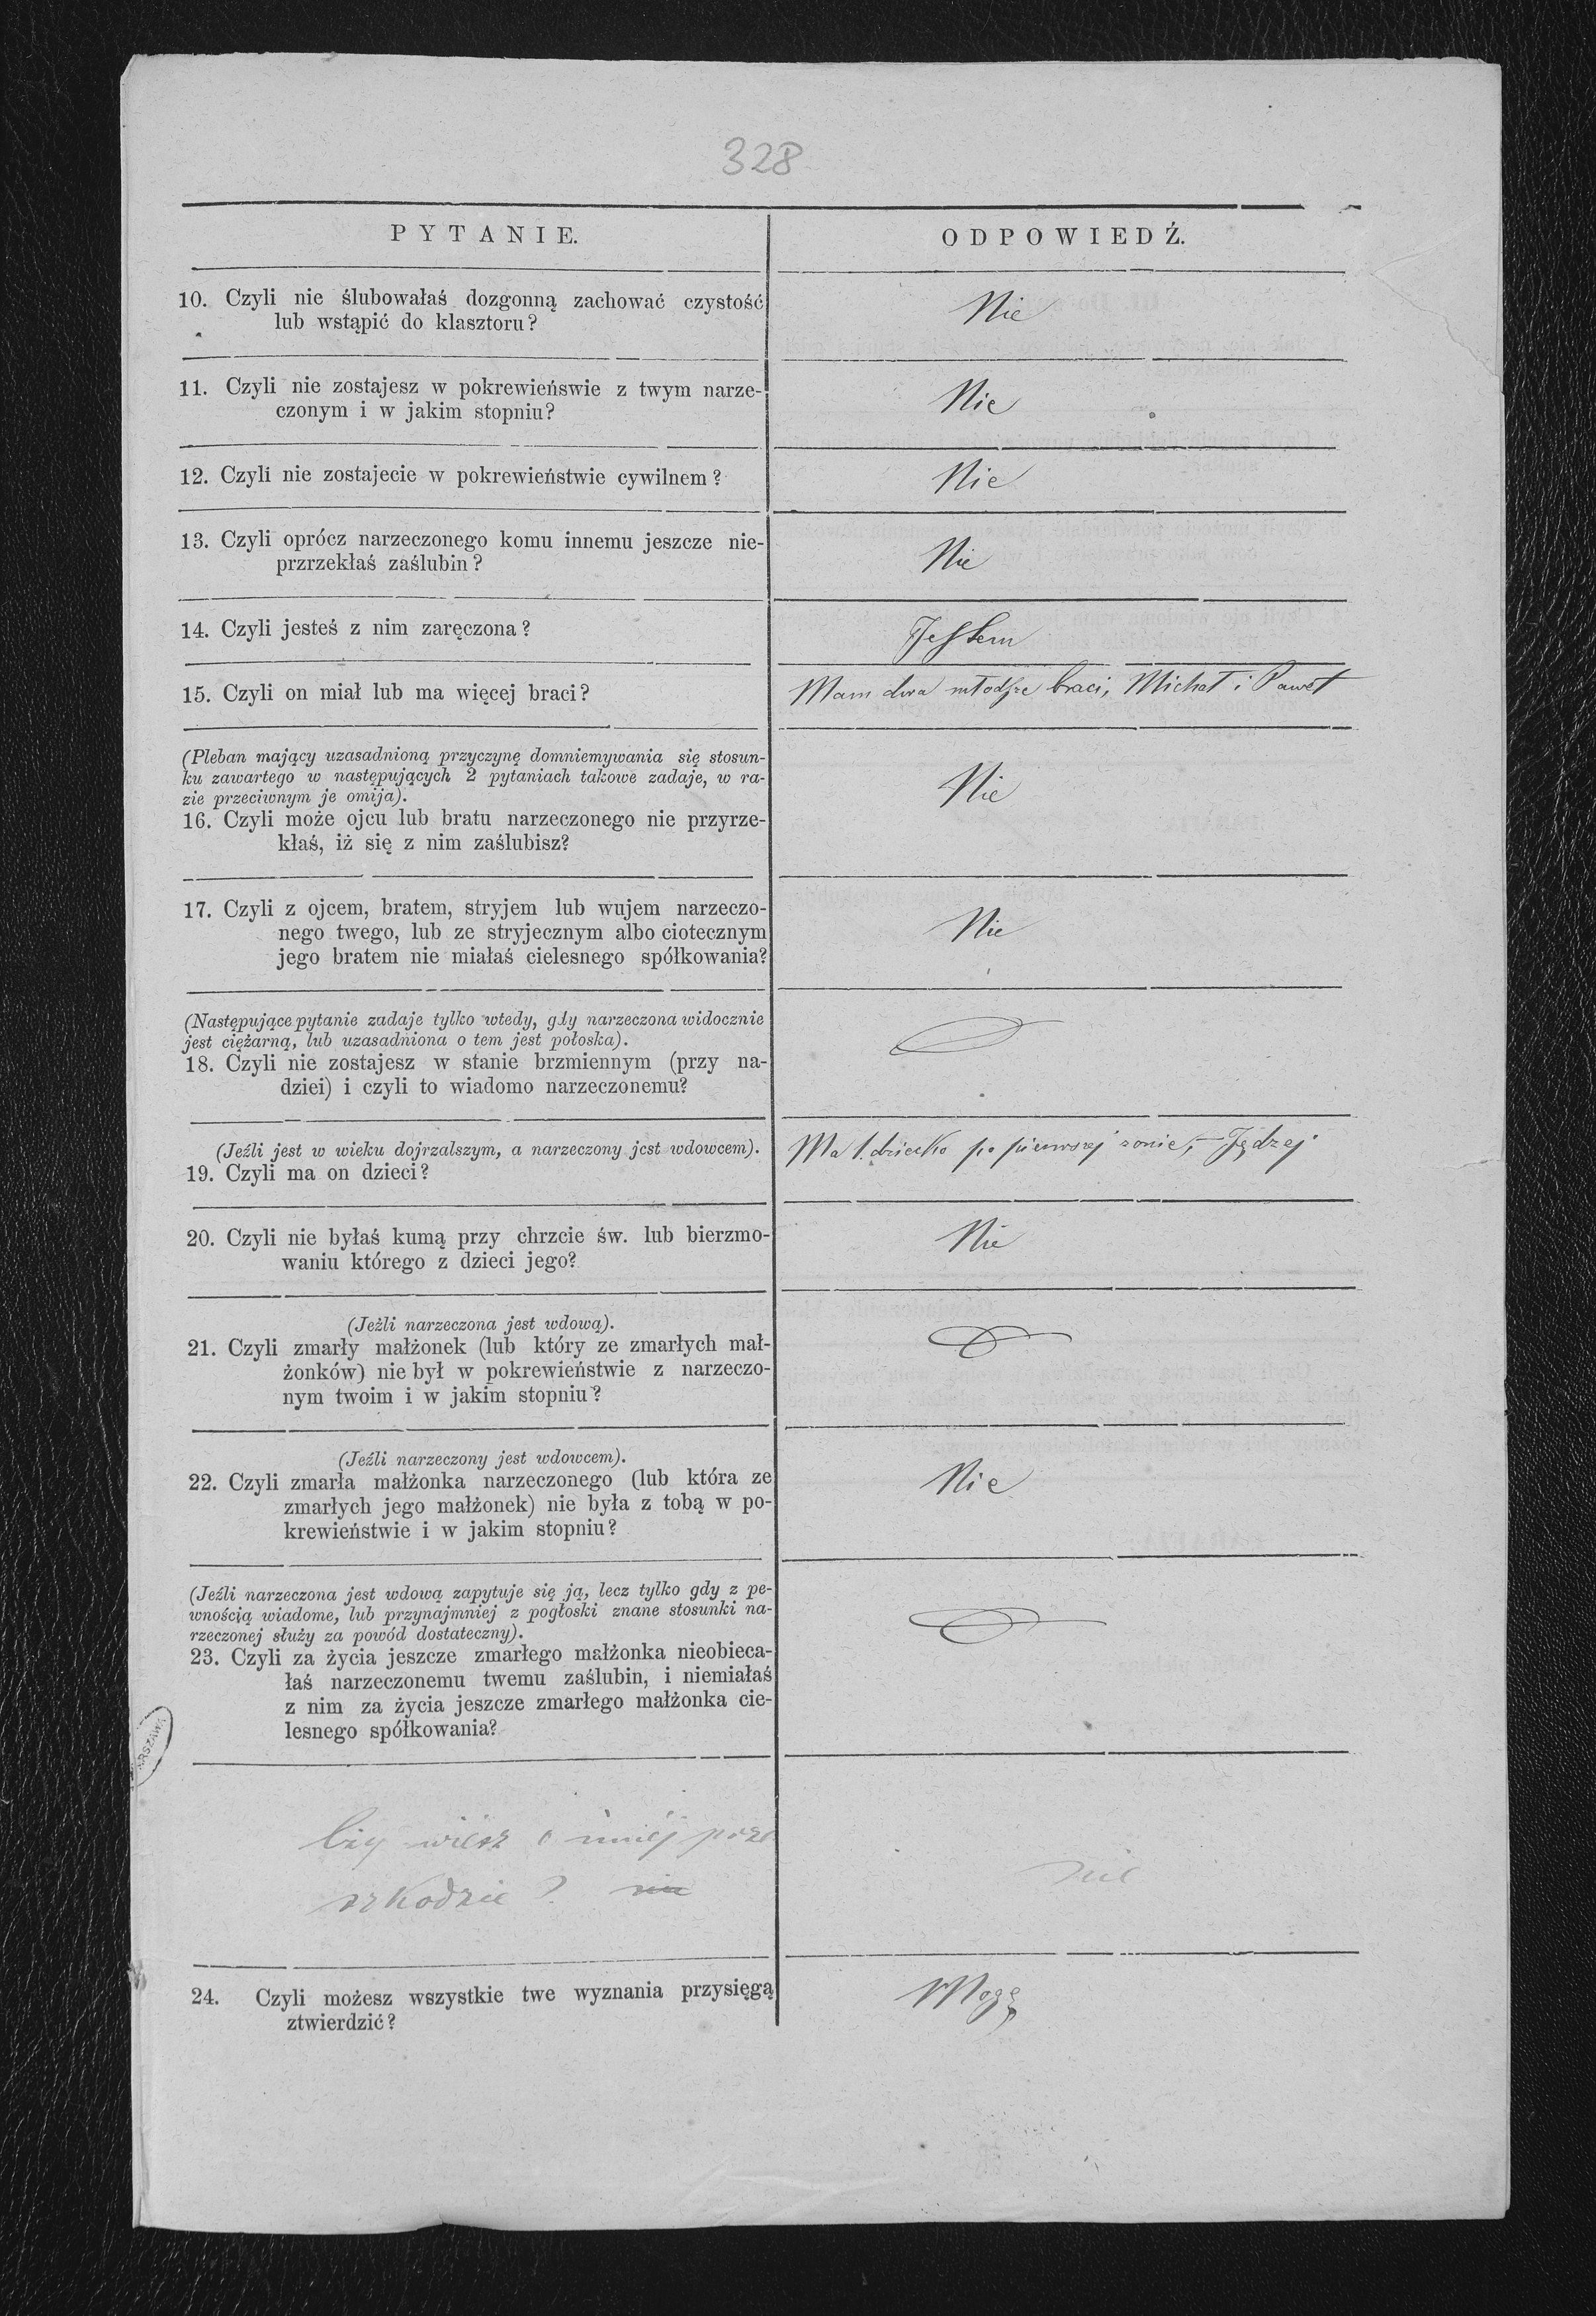 328
PYTANIE.
ODPOWIEDŹ.
10. Czyli nie ślubowałaś dozgonną zachować czystość
lub wstąpić do klasztoru?
Nie
11. Czyli nie zostajesz w pokrewieńswie z twym narze-
czonym i w jakim stopniu?
Nie
12. Czyli nie zostajecie w pokrewieństwie cywilnem?
Nie
13. Czyli oprócz narzeczonego komu innemu jeszcze nie-
przrzekłaś zaślubin?
Nie
14. Czyli jesteś z nim zaręczona?
Jestem
15. Czyli on miał lub ma więcej braci?
Mam dwa młodsze braci, Michał i Paweł
(Pleban mający uzasadnioną przyczynę domniemywania się stosun-
ku zawartego w następujących 2 pytaniach takowe zadaje, w ra-
zie przeciwnym je omija).
16. Czyli może ojcu lub bratu narzeczonego nie przyrze-
kłaś, iż się z nim zaślubisz?
Nie
17. Czyli z ojcem, bratem, stryjem lub wujem narzeczo-
nego twego, lub ze stryjecznym albo ciotecznym
jego bratem nie miałaś cielesnego spółkowania?
Nie
(Następujące pytanie zadaje tylko wtedy, gdy narzeczona widocznie
jest ciężarną, lub uzasadniona o tem jest połoska).
18. Czyli nie zostajesz w stanie brzmiennym (przy na-
dziei) i czyli to wiadomo narzeczonemu?
(Jeźli jest w wieku dojrzalszym, a narzeczony jest wdowcem).
19. Czyli ma on dzieci?
Ma 1. dziecko po pierwszej zonie, – Jędrzej
20. Czyli nie byłaś kumą przy chrzcie św. lub bierzmo-
waniu którego z dzieci jego?
Nie
(Jeżli narzeczona jest wdową).
21. Czyli zmarły małżonek (lub który ze zmarłych mał-
żonków) nie był w pokrewieństwie z narzeczo-
nym twoim i w jakim stopniu?
(Jeźli narzeczony jest wdowcem).
22. Czyli zmarła małżonka narzeczonego (lub która ze
zmarłych jego małżonek) nie była z tobą w po-
krewieństwie i w jakim stopniu?
Nie
(Jeźli narzeczona jest wdową zapytuje się ją, lecz tylko gdy z pe-
wnością wiadome, lub przynajmniej z pogłoski znane stosunki na-
rzeczonej służy za powód dostateczny).
23. Czyli za życia jeszcze zmarłego małżonka nieobieca-
łaś narzeczonemu twemu zaślubin, i niemiałaś
z nim za życia jeszcze zmarłego małżonka cie-
lesnego spółkowania?
Czy wiesz o innéj prze
szkodzie? nie
nie
24. Czyli możesz wszystkie twe wyznania przysięgą
ztwierdzić?
Mogę